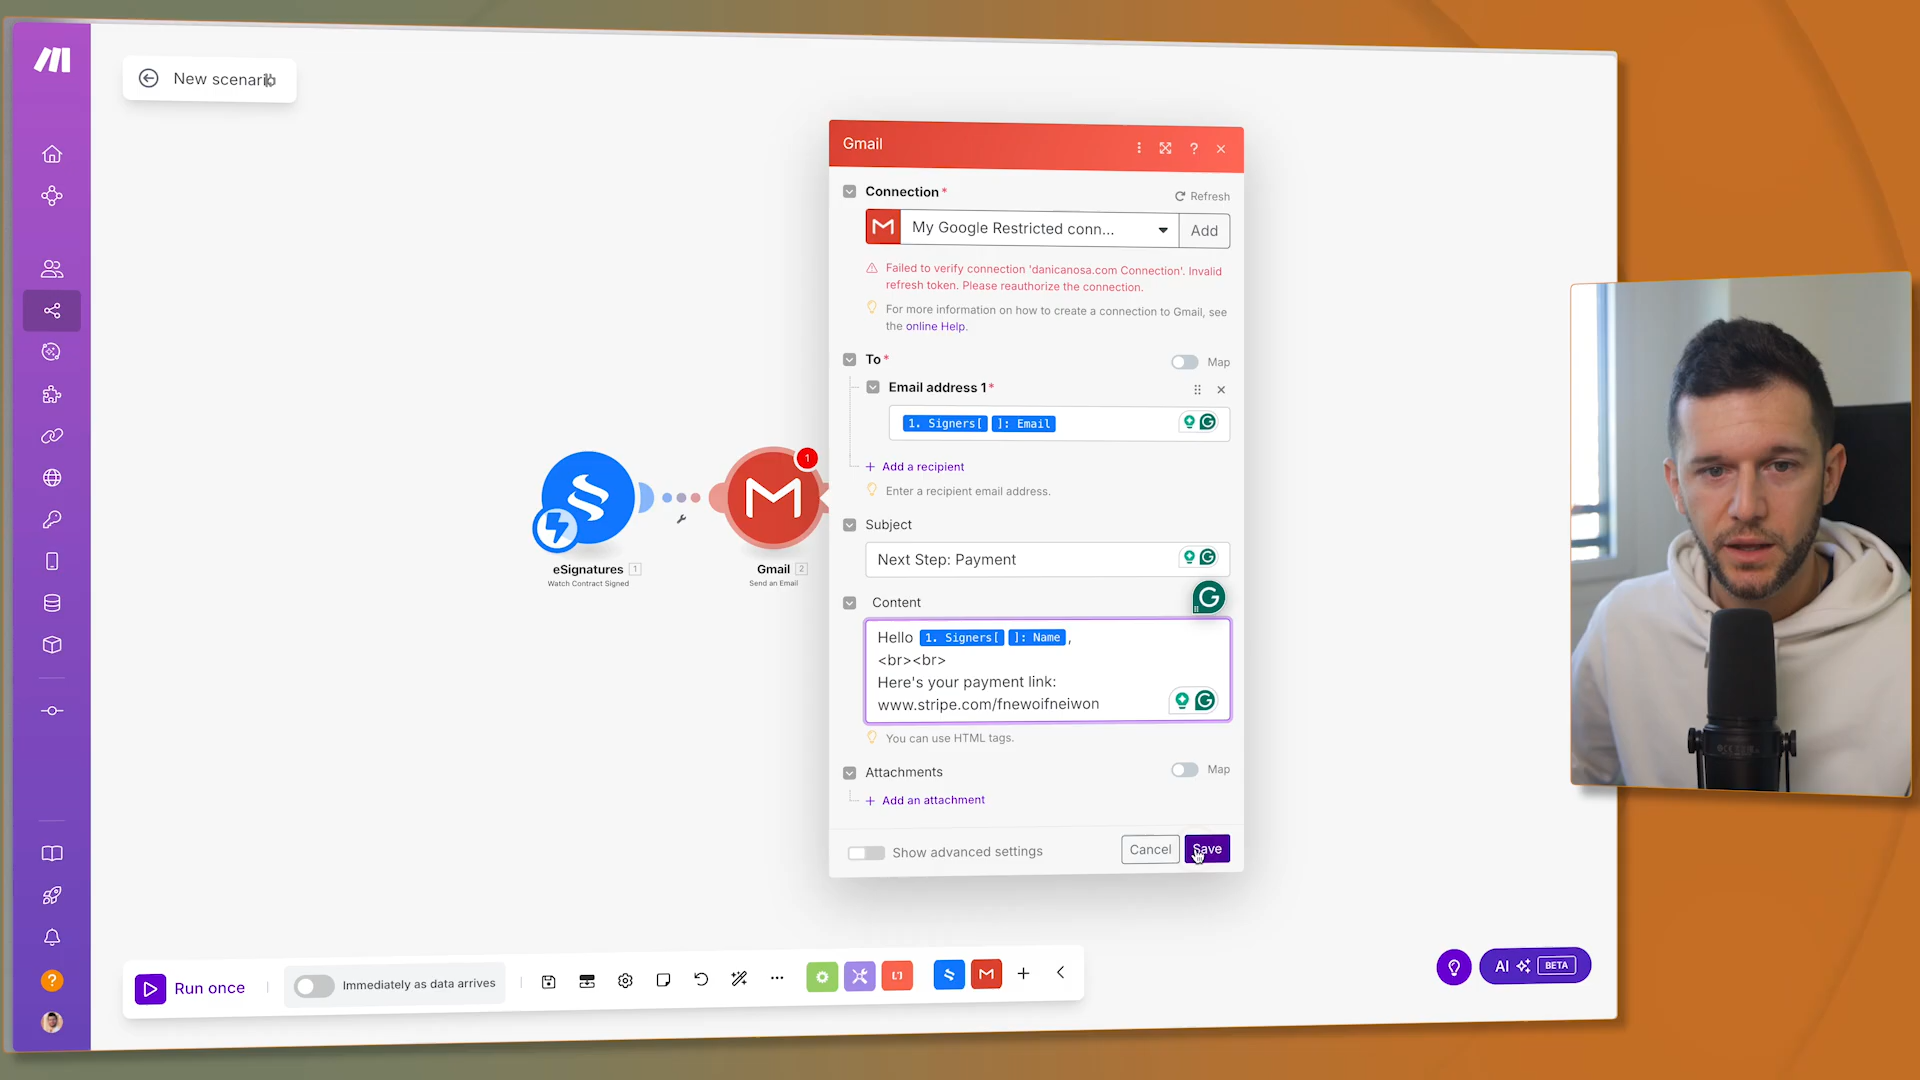 New scenario
Gmail
Connection*
Refresh
My Google Restricted conn...
Add
Failed to verify connection 'danicanosa.com Connection'. Invalid
refresh token. Please reauthorize the connection.
For more information on how to create a connection to Gmail, see
the online Help.
To*
Map
Email address 1*
1. Signers[ ]: Email
+ Add a recipient
Enter a recipient email address.
Subject
Next Step: Payment
Content
Hello 1. Signers[ ]: Name,
<br><br>
Here's your payment link:
www.stripe.com/fnewoifneiwon
You can use HTML tags.
Attachments
Map
+ Add an attachment
Show advanced settings
Cancel
Save
1
eSignatures 1
Watch Contract Signed
Gmail 2
Send an Email
Run once
Immediately as data arrives
AI BETA